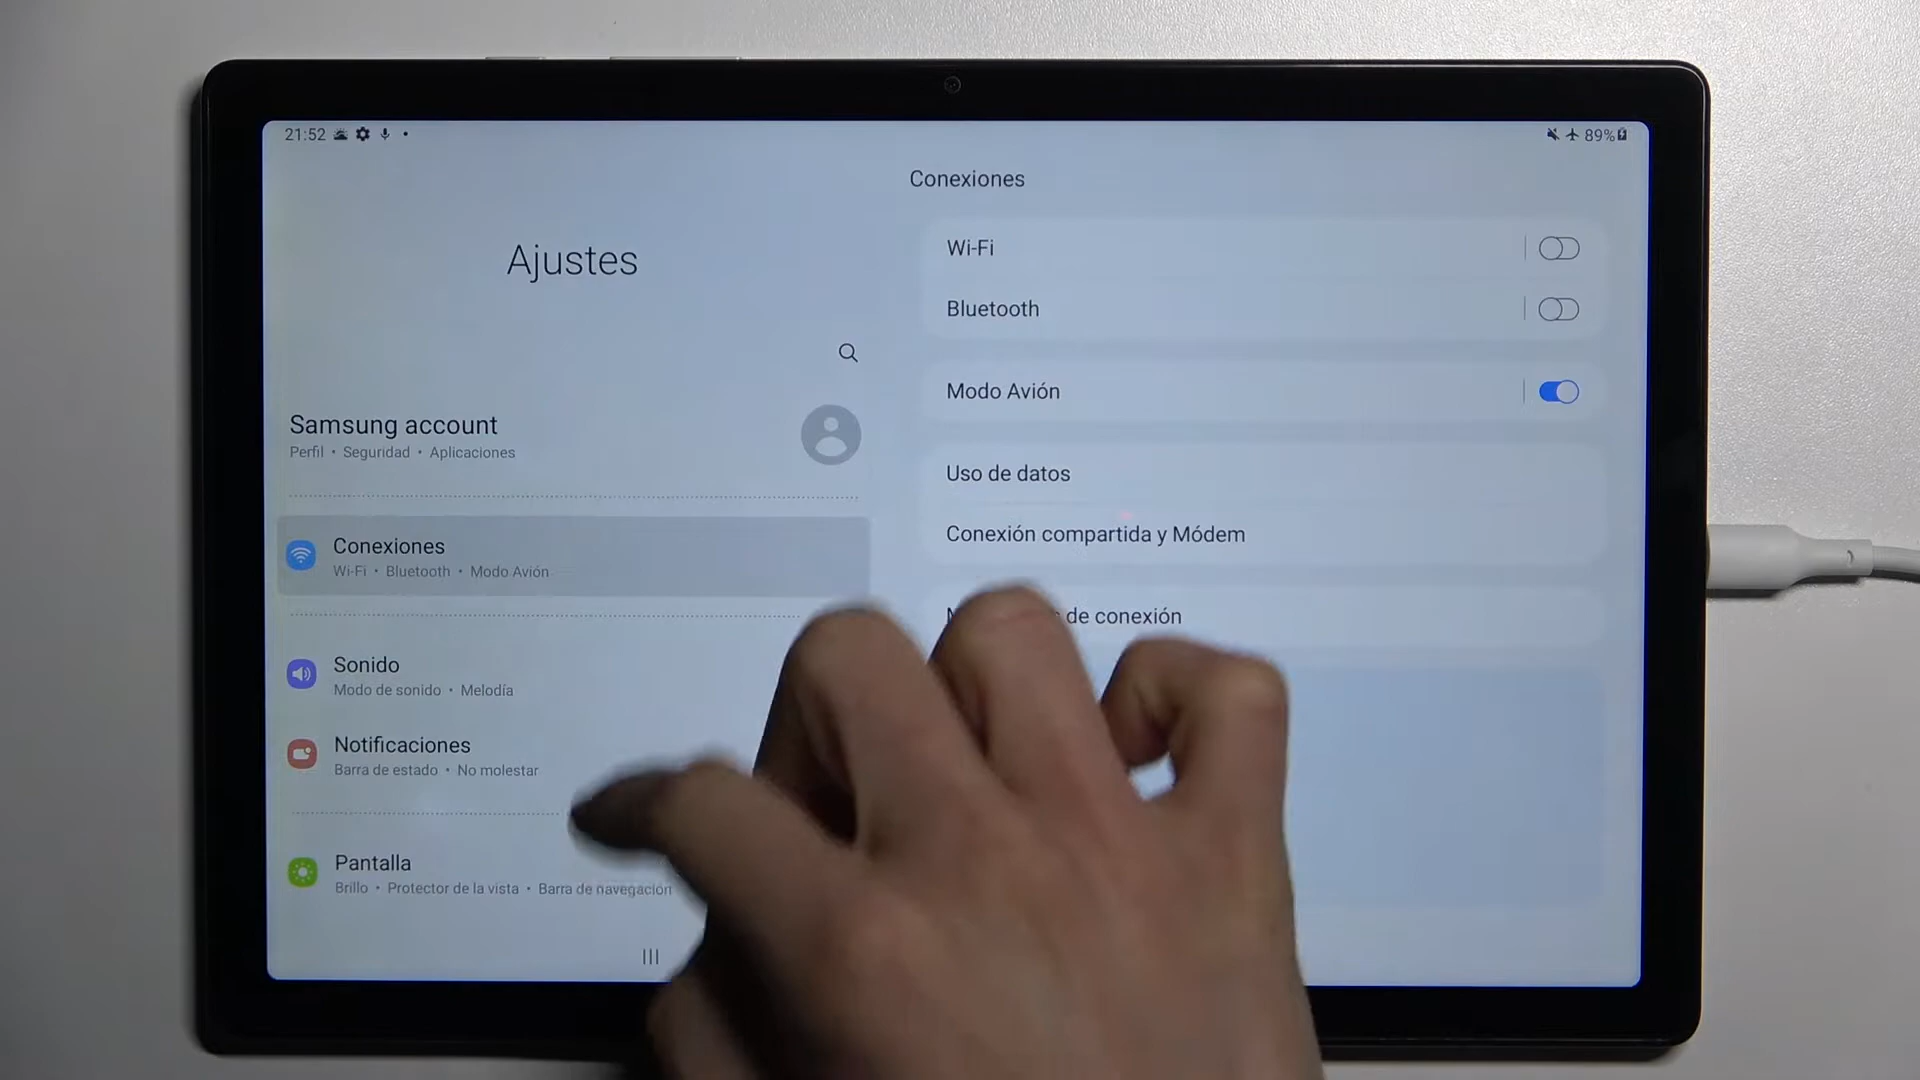 21:52
89%
Conexiones
Ajustes
Samsung account
Perfil • Seguridad • Aplicaciones
Conexiones
Wi-Fi • Bluetooth • Modo Avión
Sonido
Modo de sonido • Melodía
Notificaciones
Barra de estado • No molestar
Pantalla
Brillo • Protector de la vista • Barra de navegación
Wi-Fi
Bluetooth
Modo Avión
Uso de datos
Conexión compartida y Módem
de conexión